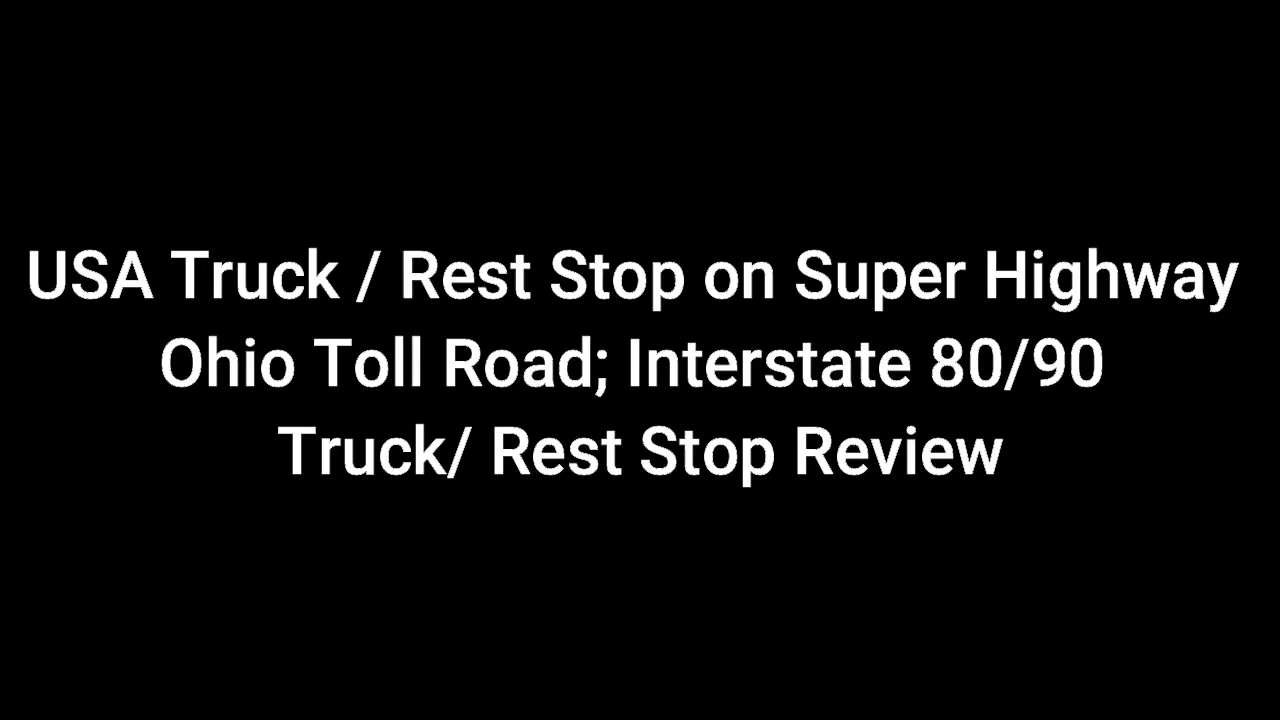 USA Truck / Rest Stop on Super Highway
Ohio Toll Road; Interstate 80/90
Truck/ Rest Stop Review